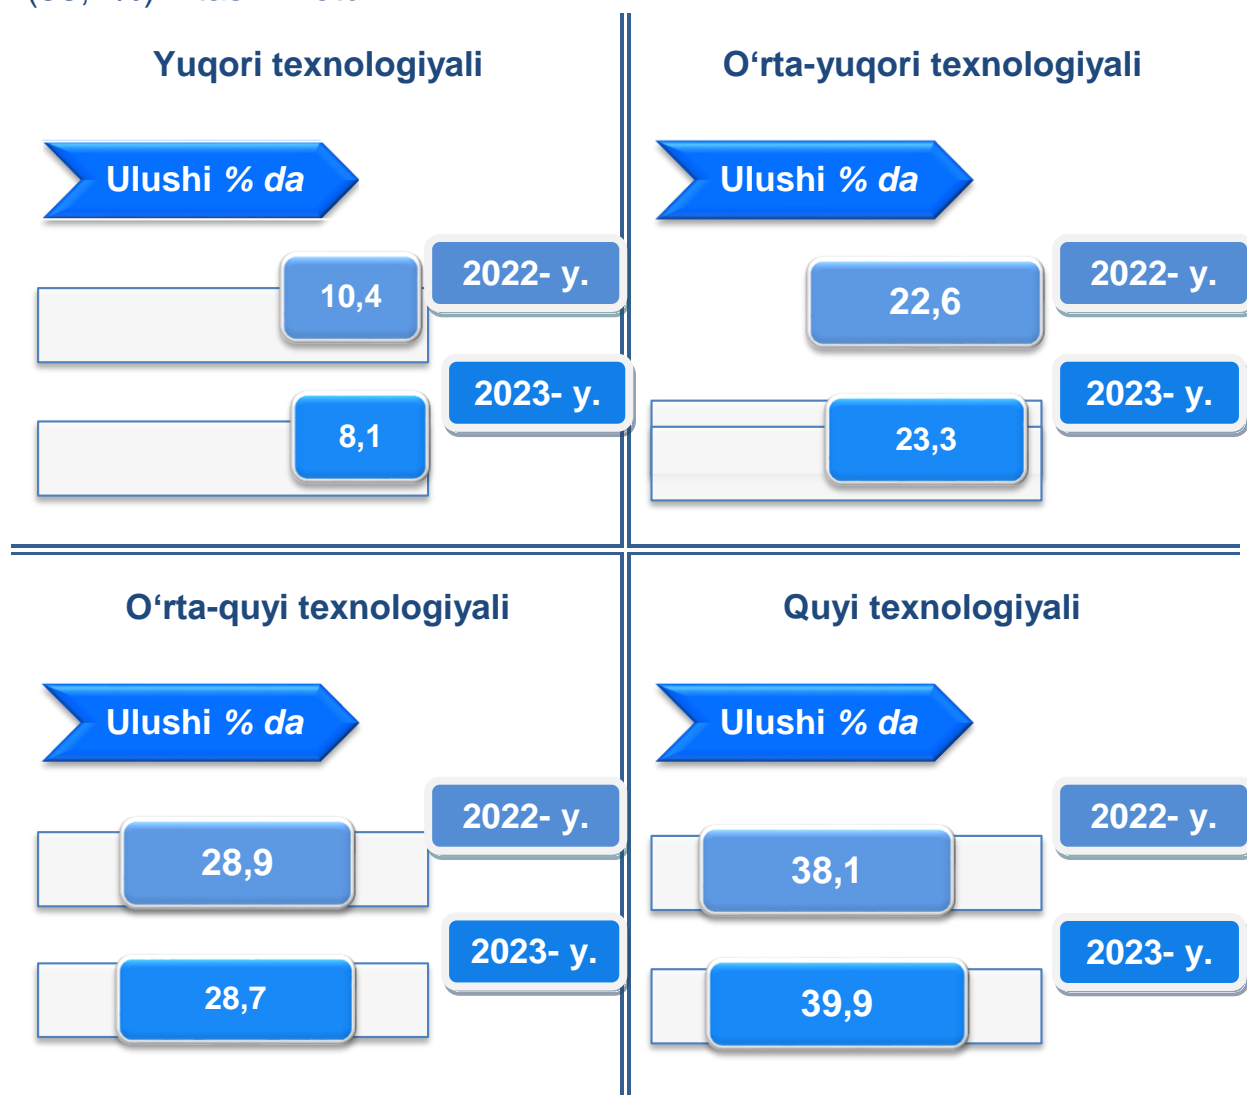 Yuqori texnologiyali
Ulushi % da
2022- y.
10,4
2023- y.
8,1
O‘rta-yuqori texnologiyali
Ulushi % da
2022- y.
22,6
2023- y.
23,3
O‘rta-quyi texnologiyali
Ulushi % da
2022- y.
28,9
2023- y.
28,7
Quyi texnologiyali
Ulushi % da
2022- y.
38,1
2023- y.
39,9